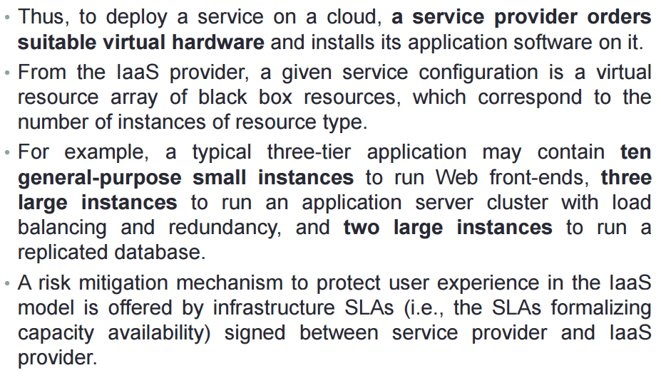 • Thus, to deploy a service on a cloud, a service provider orders
suitable virtual hardware and installs its application software on it.
• From the IaaS provider, a given service configuration is a virtual
resource array of black box resources, which correspond to the
number of instances of resource type.
• For example, a typical three-tier application may contain ten
general-purpose small instances to run Web front-ends, three
large instances to run an application server cluster with load
balancing and redundancy, and two large instances to run a
replicated database.
• A risk mitigation mechanism to protect user experience in the IaaS
model is offered by infrastructure SLAs (i.e., the SLAs formalizing
capacity availability) signed between service provider and IaaS
provider.